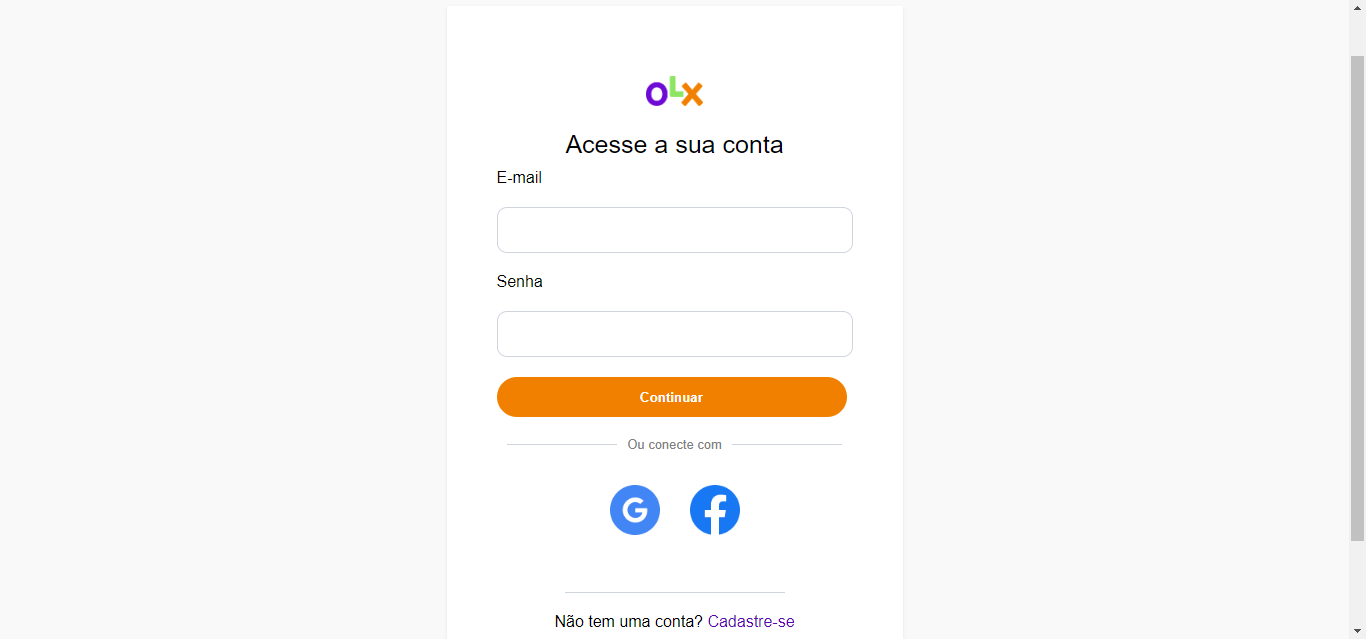 OLX
Acesse a sua conta
E-mail
Senha
Continuar
Ou conecte com
G f
Não tem uma conta? Cadastre-se